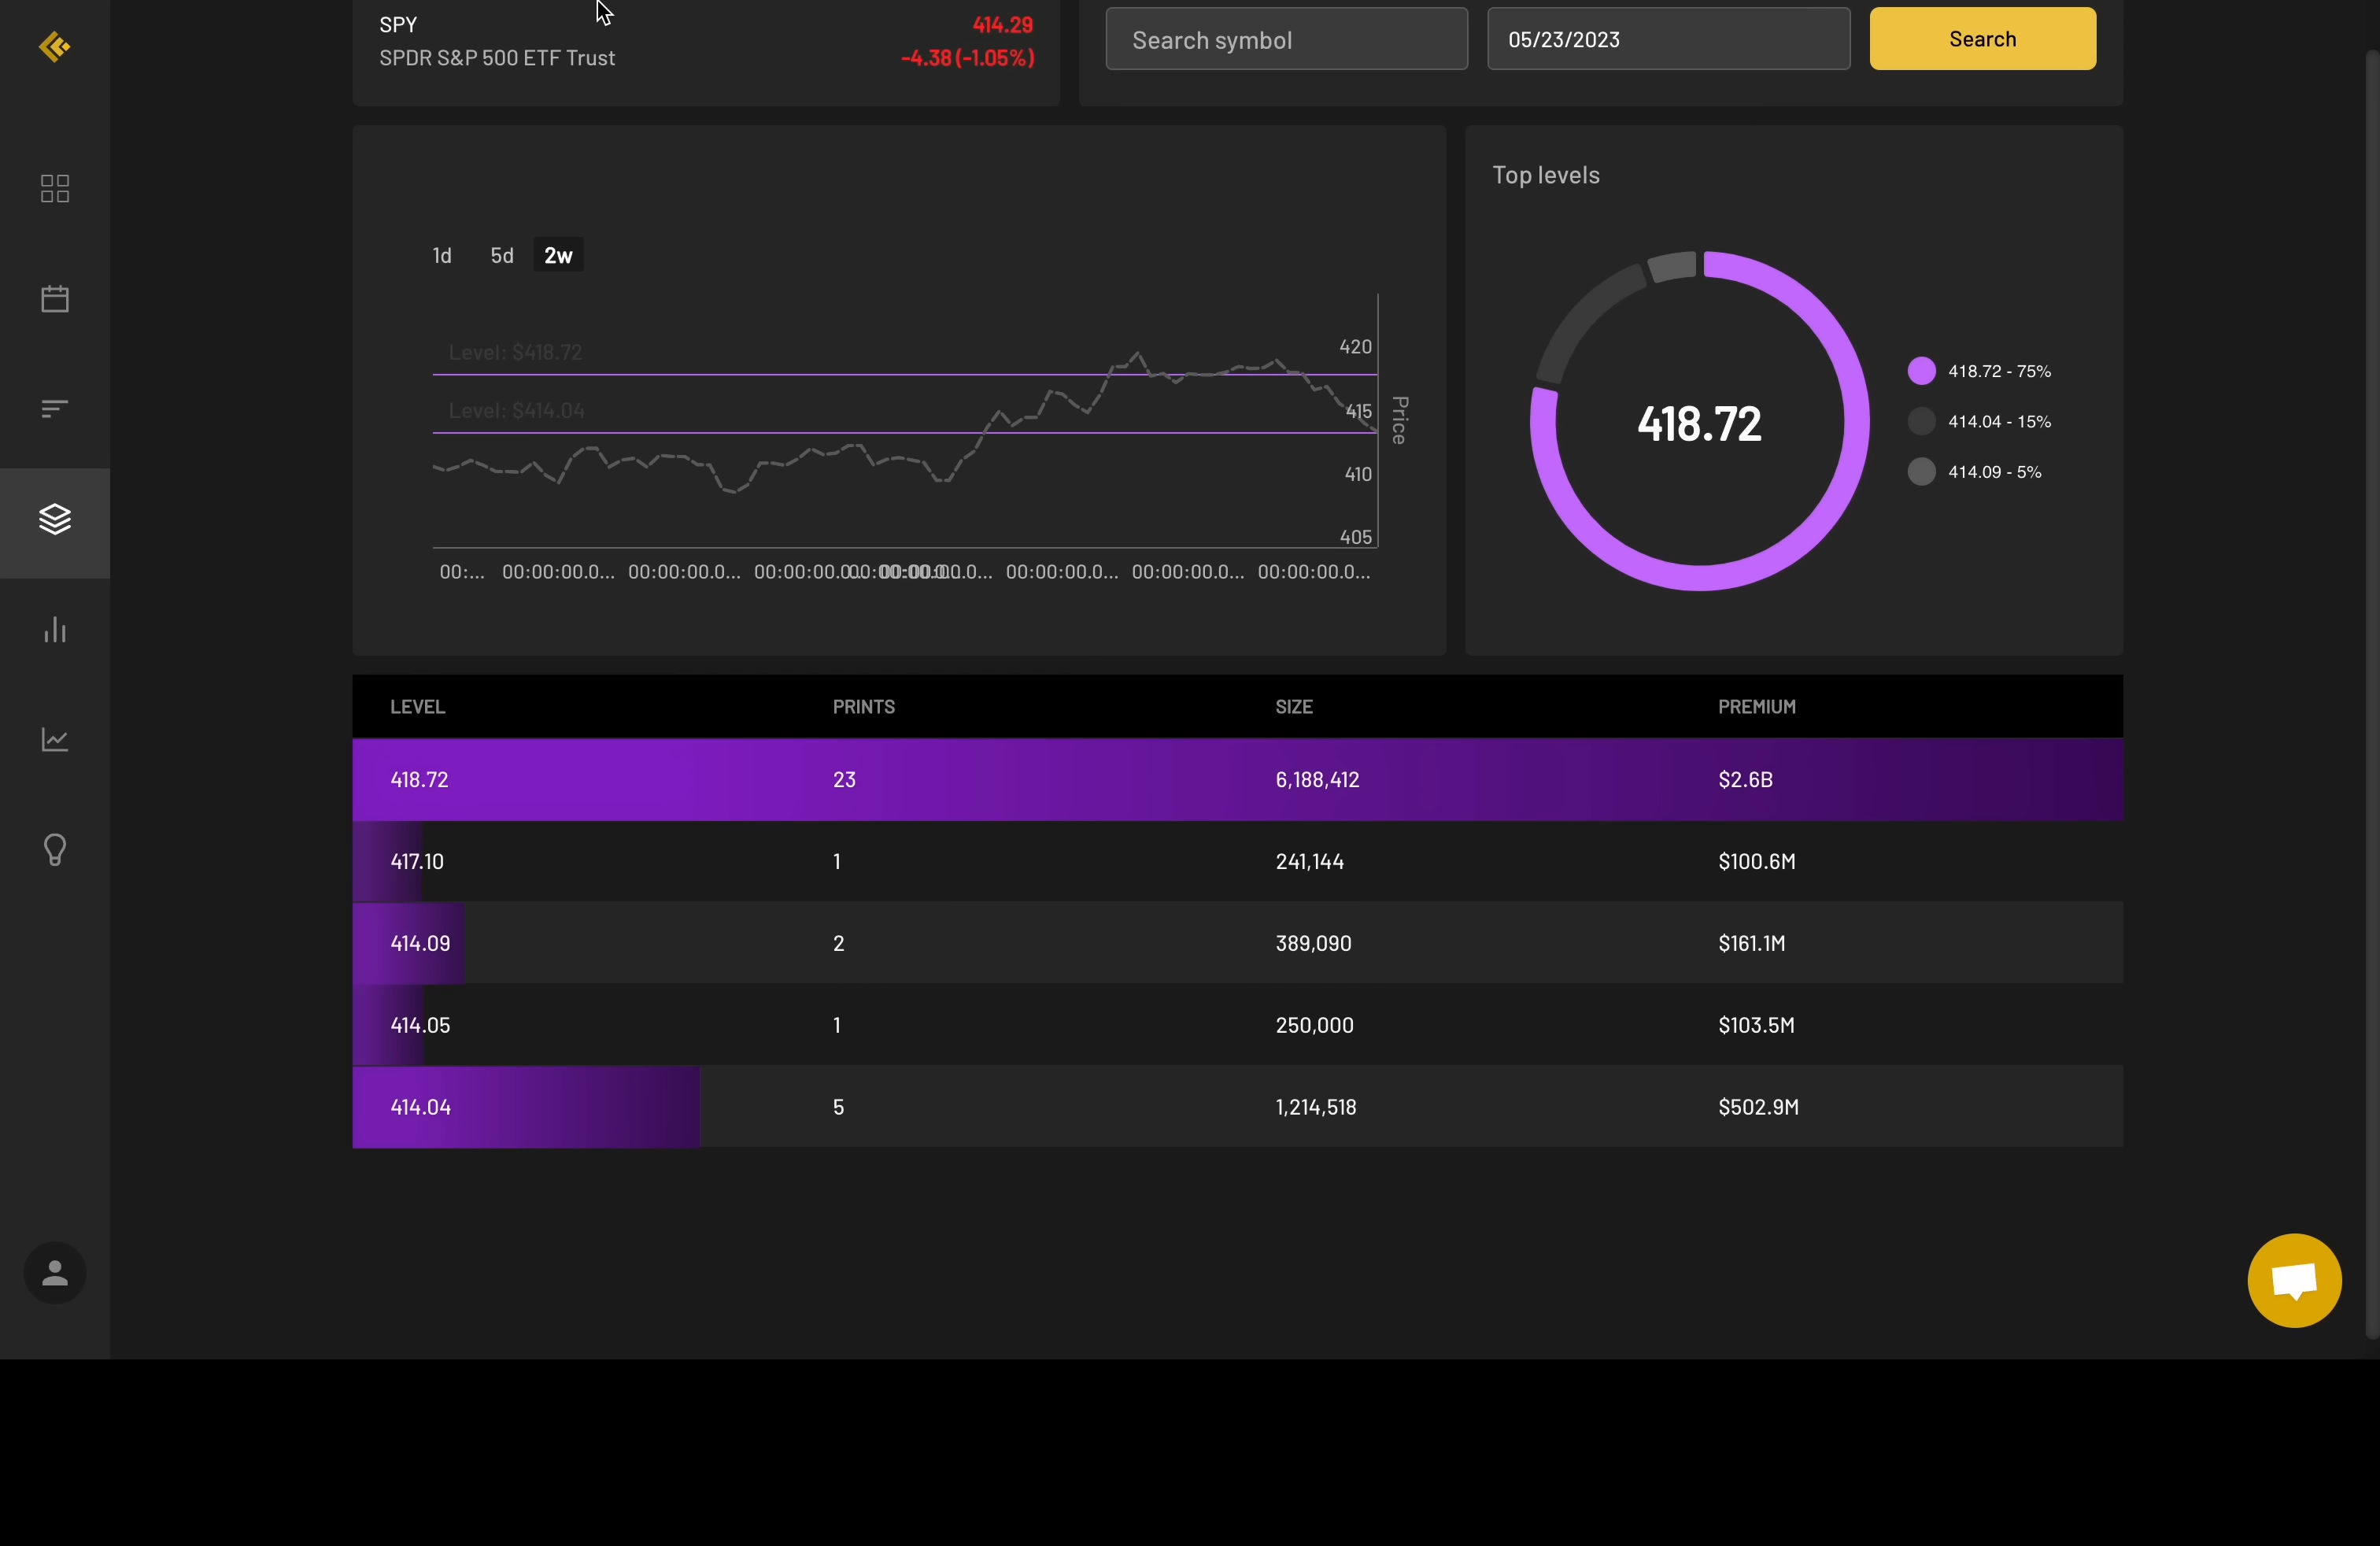 SPY
414.29
SPDR S&P 500 ETF Trust
-4.38 (-1.05%)
Search symbol
05/23/2023
Search
1d 5d 2w
Level: $418.72
Level: $414.04
420
415
410
405
Price
00:... 00:00:00.0... 00:00:00.0... 00:00:00.0... 00:00:00.0... 00:00:00.0... 00:00:00.0...
Top levels
418.72
418.72 - 75%
414.04 - 15%
414.09 - 5%
LEVEL PRINTS SIZE PREMIUM
418.72 23 6,188,412 $2.6B
417.10 1 241,144 $100.6M
414.09 2 389,090 $161.1M
414.05 1 250,000 $103.5M
414.04 5 1,214,518 $502.9M